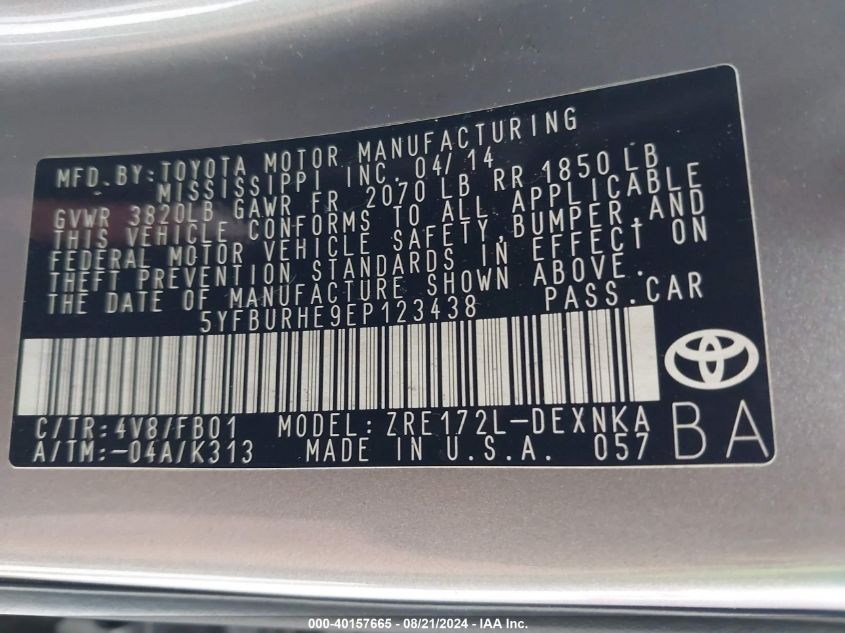 MFD. BY: TOYOTA MOTOR MANUFACTURING
MISSISSIPPI INC. 04/14
GVWR 3820LB GAWR FR 2070 LB RR 1850 LB
THIS VEHICLE CONFORMS TO ALL APPLICABLE
FEDERAL MOTOR VEHICLE SAFETY, BUMPER, AND
THEFT PREVENTION STANDARDS IN EFFECT ON
THE DATE OF MANUFACTURE SHOWN ABOVE.
5YFBURHE9EP123438 PASS. CAR
C/TR: 4V8/FB01 MODEL: ZRE172L-DEXNKA
A/TM: -04A/K313 MADE IN U.S.A. 057
BA
000-40157665 - 08/21/2024 - IAA Inc.